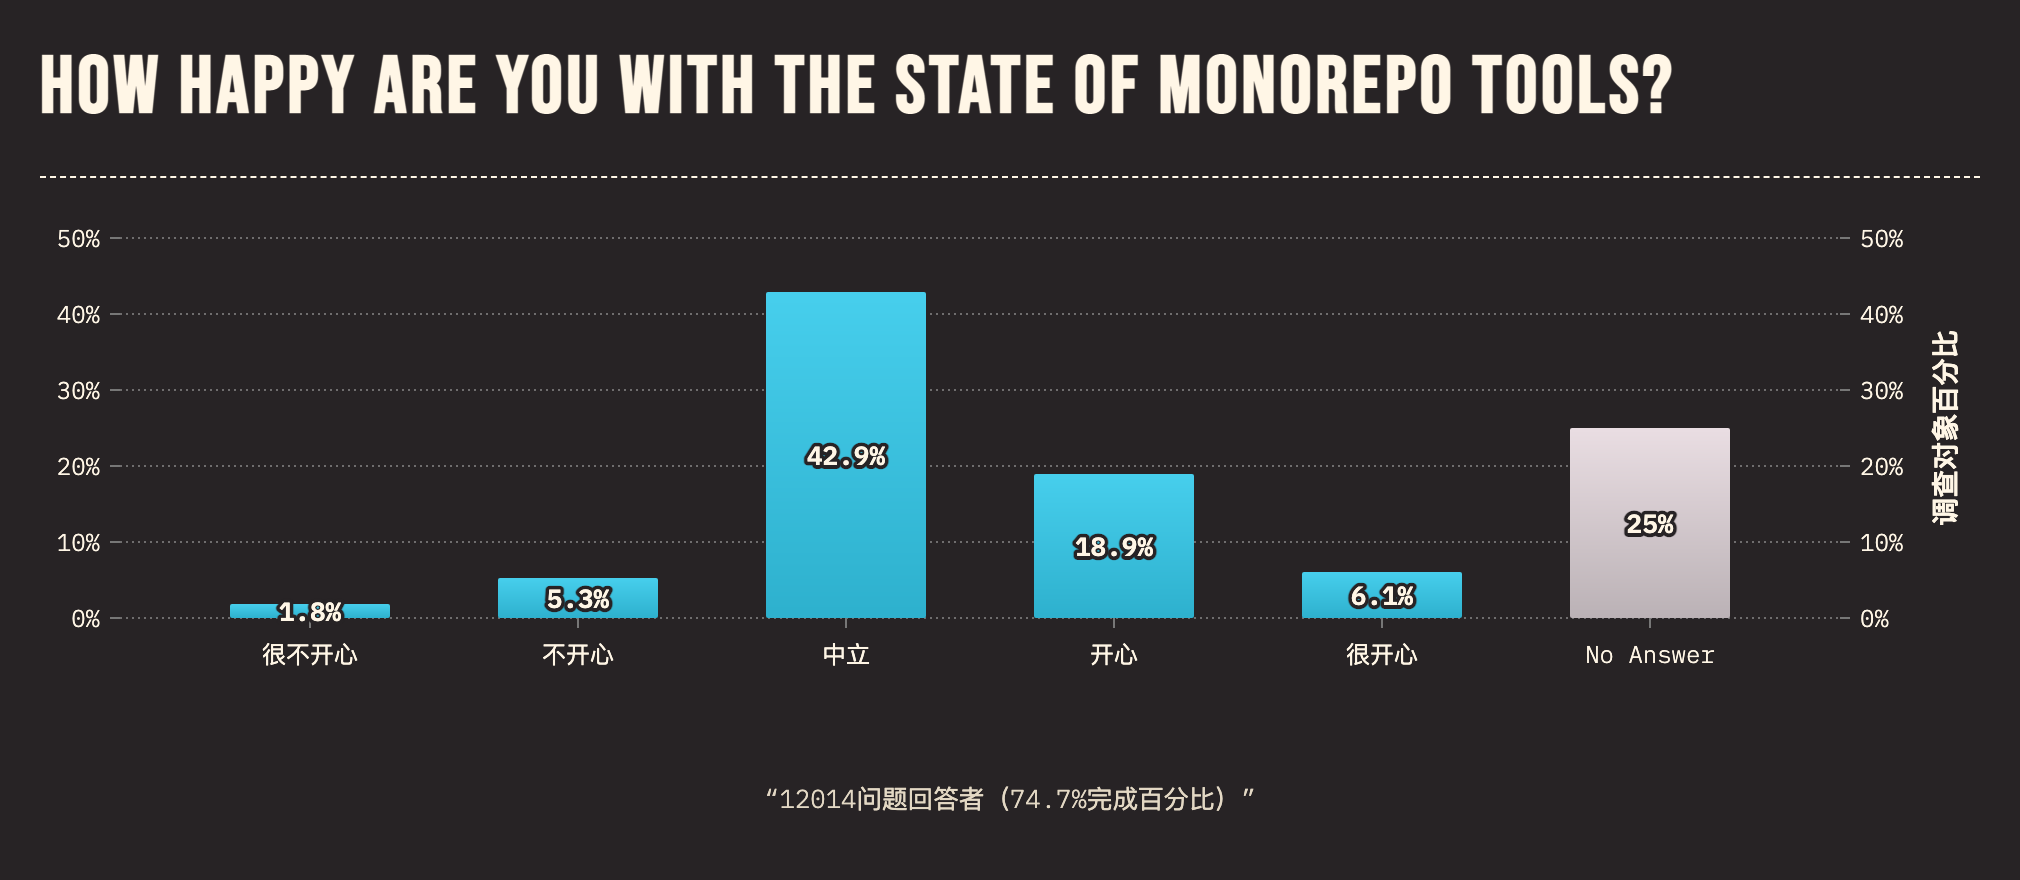 HOW HAPPY ARE YOU WITH THE STATE OF MONOREPO TOOLS?
50% 50%
40% 40%
30% 30%
20% 20%
10% 10%
0% 0%
调查对象百分比
1.8% 5.3% 42.9% 18.9% 6.1% 25%
很不开心 不开心 中立 开心 很开心 No Answer
“12014问题回答者（74.7%完成百分比）”